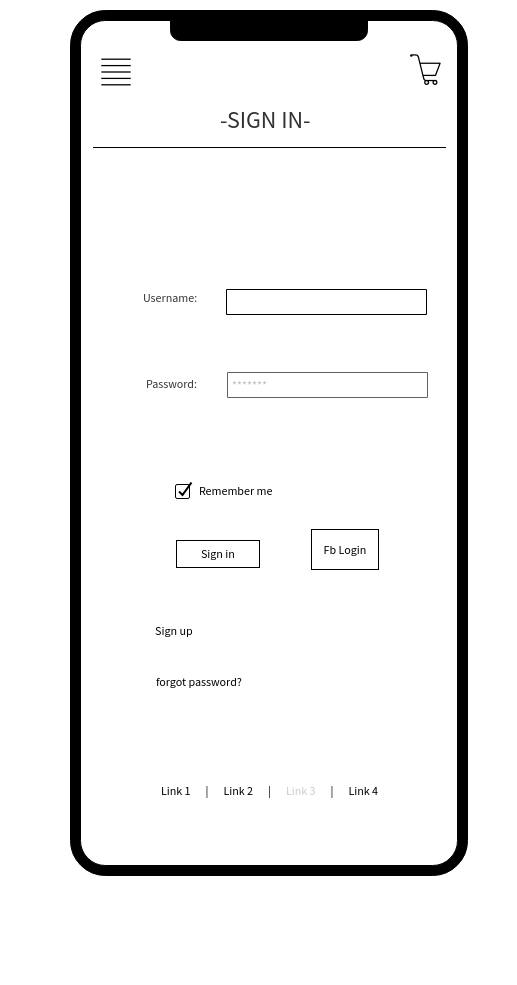 -SIGN IN-
Username:
Password: *******
Remember me
Sign in
Fb Login
Sign up
forgot password?
Link 1 | Link 2 | Link 3 | Link 4